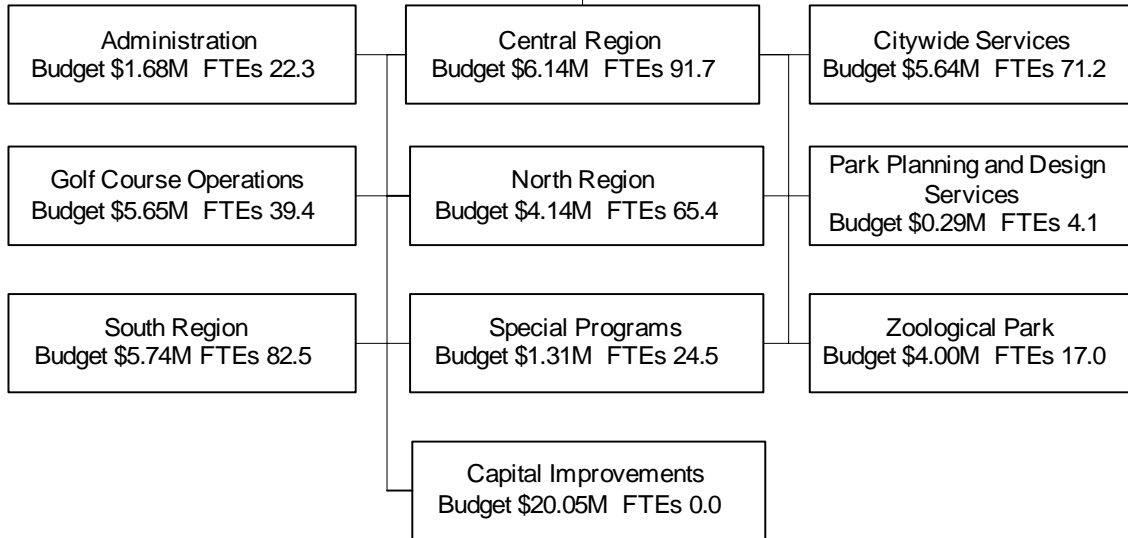 Administration
Budget $1.68M FTEs 22.3
Central Region
Budget $6.14M FTEs 91.7
Citywide Services
Budget $5.64M FTEs 71.2
Golf Course Operations
Budget $5.65M FTEs 39.4
North Region
Budget $4.14M FTEs 65.4
Park Planning and Design
Services
Budget $0.29M FTEs 4.1
South Region
Budget $5.74M FTEs 82.5
Special Programs
Budget $1.31M FTEs 24.5
Zoological Park
Budget $4.00M FTEs 17.0
Capital Improvements
Budget $20.05M FTEs 0.0